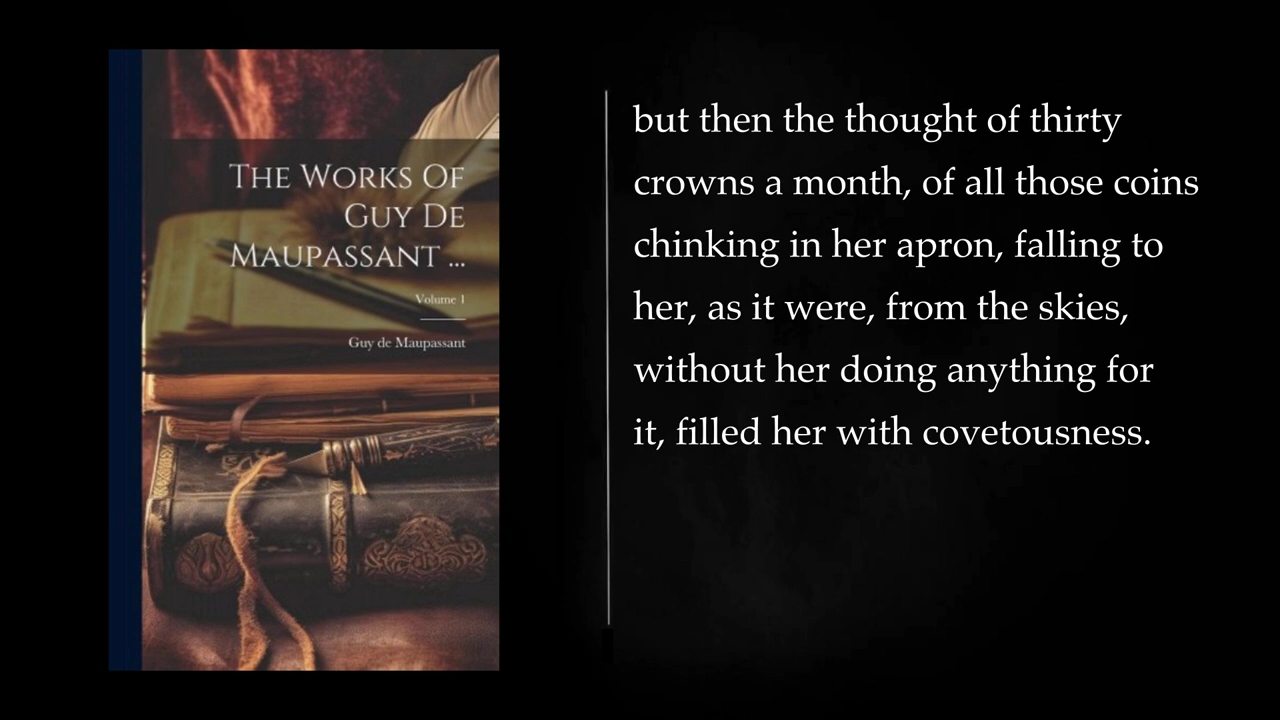 The Works Of
Guy De
Maupassant ...
Volume 1
Guy de Maupassant
but then the thought of thirty
crowns a month, of all those coins
chinking in her apron, falling to
her, as it were, from the skies,
without her doing anything for
it, filled her with covetousness.